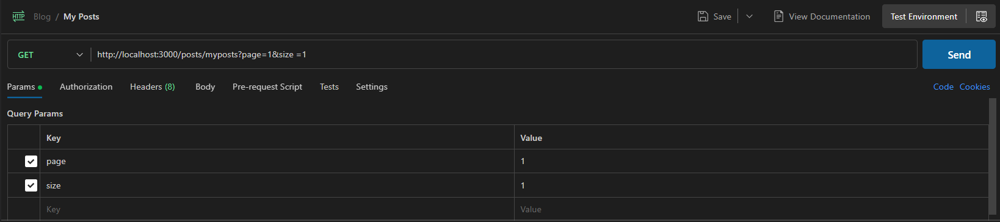 HTTP Blog / My Posts Save View Documentation Test Environment
GET http://localhost:3000/posts/myposts?page=1&size =1 Send
Params Authorization Headers (8) Body Pre-request Script Tests Settings Code Cookies
Query Params
Key Value
page 1
size 1
Key Value